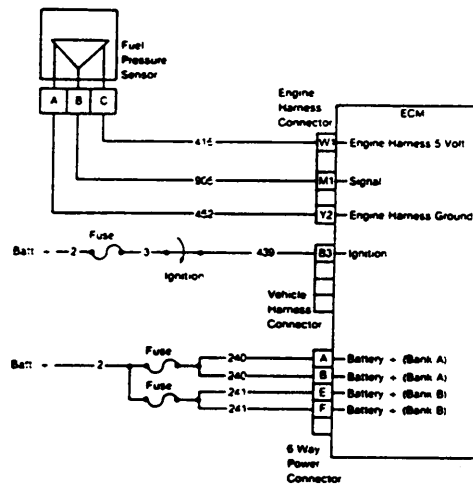 Fuel
Pressure
Sensor
A B C
Engine
Harness
Connector
ECM
416 W1 Engine Harness 5 Volt
905 M1 Signal
452 Y2 Engine Harness Ground
Batt + 2 Fuse 3 Ignition 439 B3 Ignition
Vehicle
Harness
Connector
Batt + 2
Fuse 240 A Battery + (Bank A)
240 B Battery + (Bank A)
Fuse 241 E Battery + (Bank B)
241 F Battery + (Bank B)
6 Way
Power
Connector